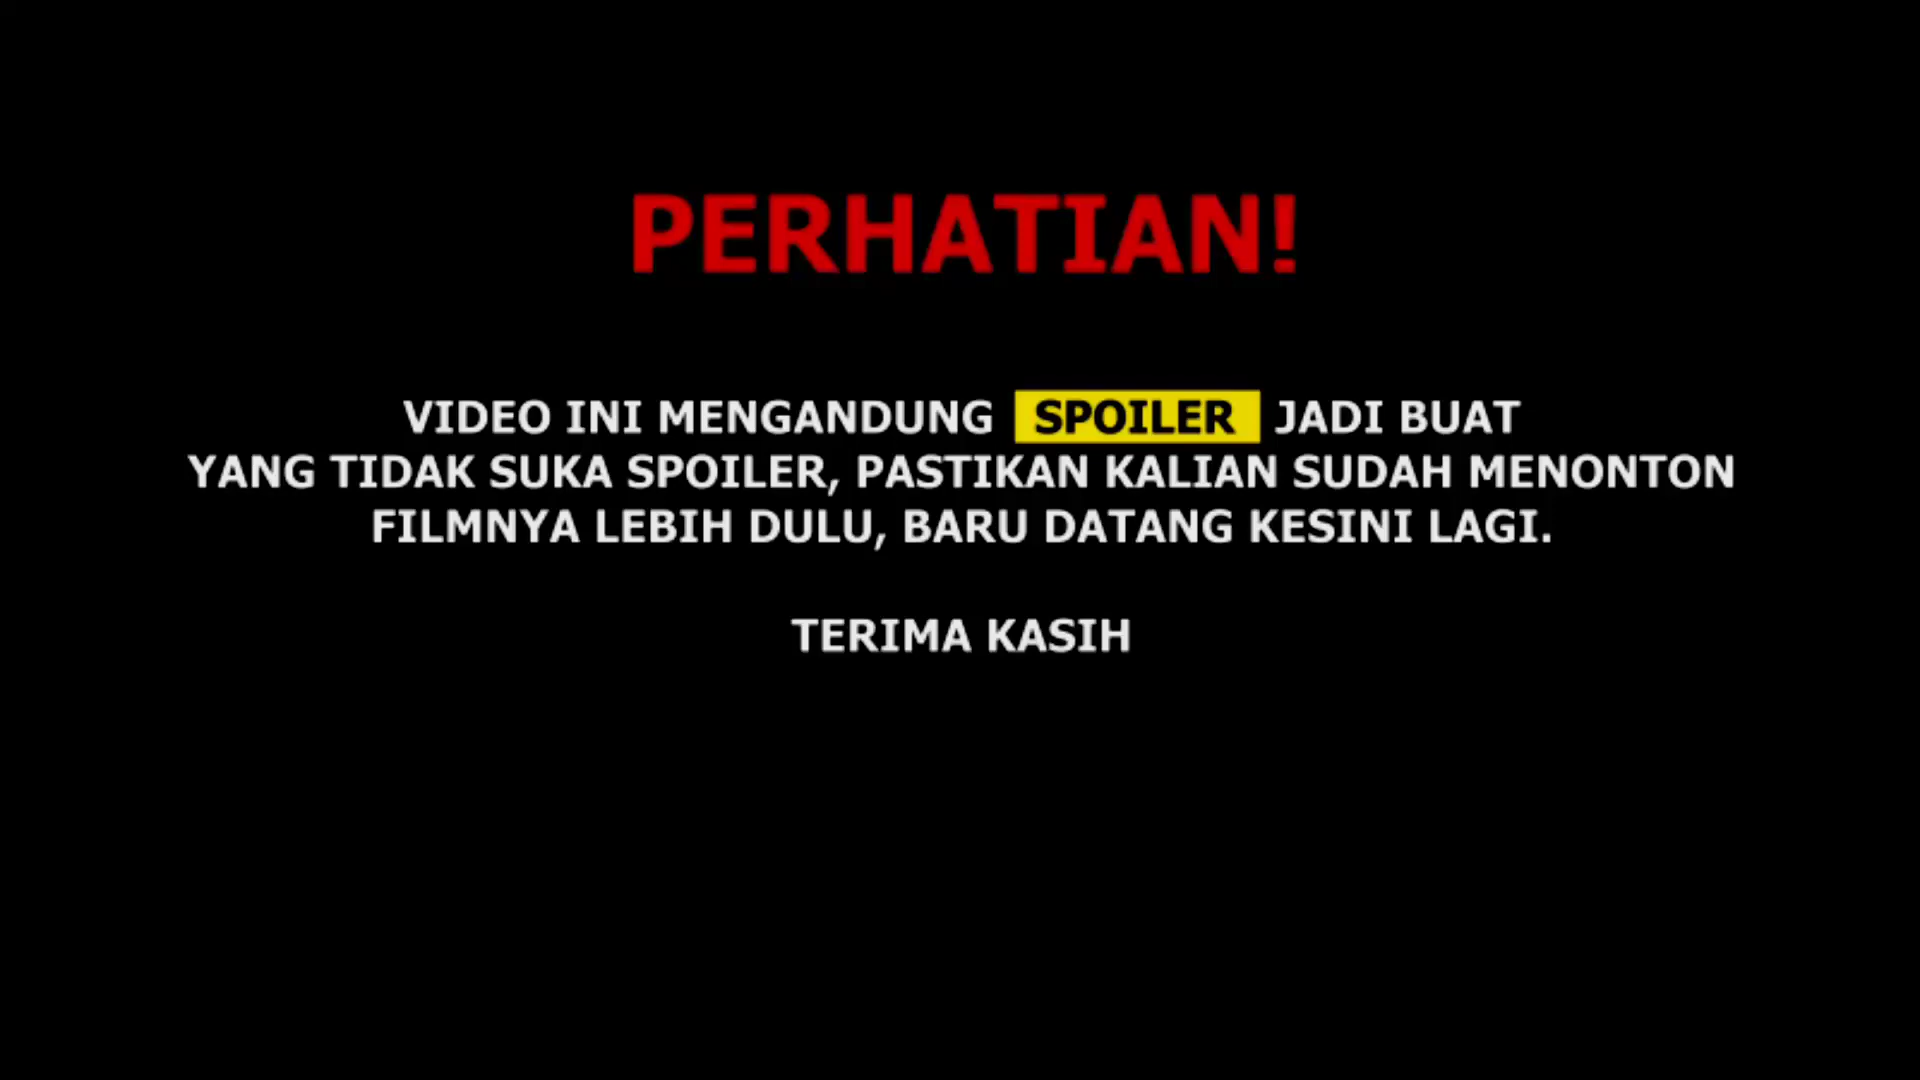 PERHATIAN!
VIDEO INI MENGANDUNG SPOILER JADI BUAT
YANG TIDAK SUKA SPOILER, PASTIKAN KALIAN SUDAH MENONTON
FILMNYA LEBIH DULU, BARU DATANG KESINI LAGI.
TERIMA KASIH